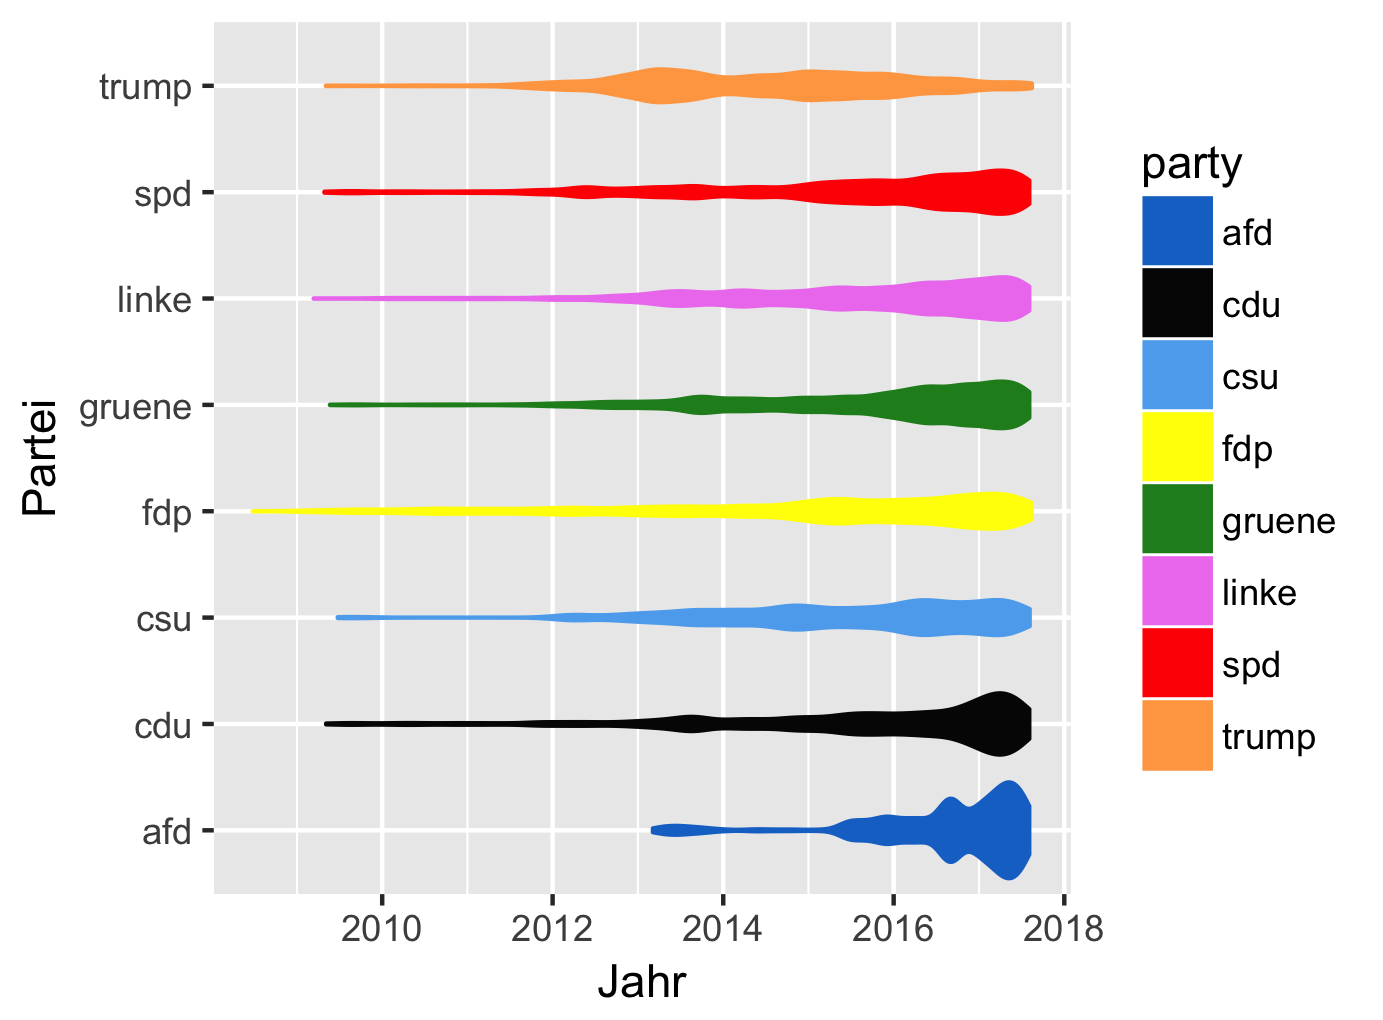 Partei
trump
spd
linke
gruene
fdp
csu
cdu
afd
2010 2012 2014 2016 2018
Jahr
party
afd
cdu
csu
fdp
gruene
linke
spd
trump